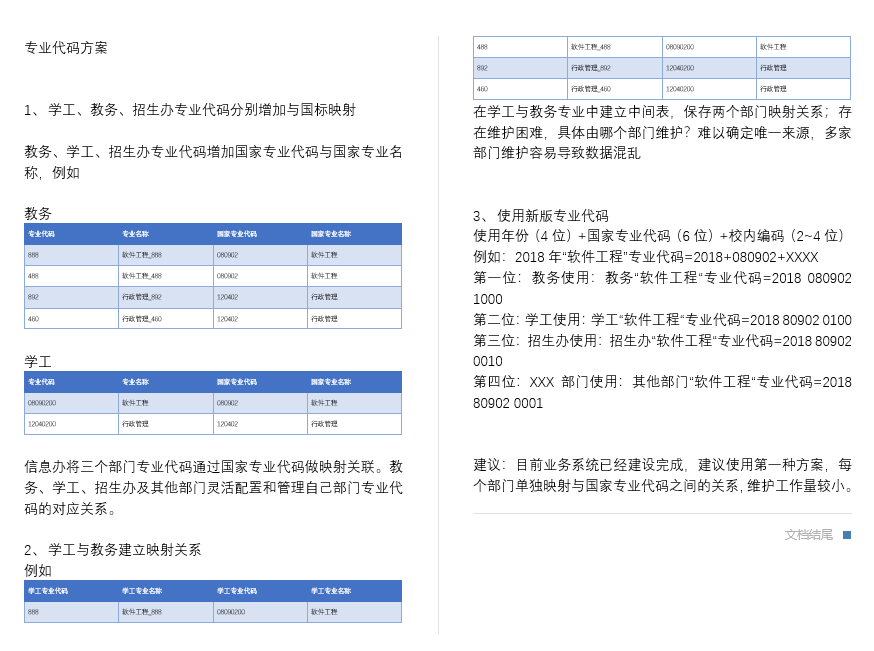 专业代码方案
1、 学工、教务、招生办专业代码分别增加与国标映射
教务、学工、招生办专业代码增加国家专业代码与国家专业名
称，例如
教务
专业代码 专业名称 国家专业代码 国家专业名称
888 软件工程_888 080902 软件工程
488 软件工程_488 080902 软件工程
892 行政管理_892 120402 行政管理
460 行政管理_460 120402 行政管理
学工
专业代码 专业名称 国家专业代码 国家专业名称
08090200 软件工程 080902 软件工程
12040200 行政管理 120402 行政管理
信息办将三个部门专业代码通过国家专业代码做映射关联。教
务、学工、招生办及其他部门灵活配置和管理自己部门专业代
码的对应关系。
2、 学工与教务建立映射关系
例如
学工专业代码 学工专业名称 学工专业代码 学工专业名称
888 软件工程_888 08090200 软件工程
488 软件工程_488 08090200 软件工程
892 行政管理_892 12040200 行政管理
460 行政管理_460 12040200 行政管理
在学工与教务专业中建立中间表，保存两个部门映射关系；存
在维护困难，具体由哪个部门维护？难以确定唯一来源，多家
部门维护容易导致数据混乱
3、 使用新版专业代码
使用年份（4 位）+国家专业代码（6 位）+校内编码（2~4 位）
例如：2018 年“软件工程”专业代码=2018+080902+XXXX
第一位：教务使用：教务“软件工程“专业代码=2018 080902
1000
第二位：学工使用：学工“软件工程“专业代码=2018 80902 0100
第三位：招生办使用：招生办“软件工程“专业代码=2018 80902
0010
第四位：XXX 部门使用：其他部门“软件工程“专业代码=2018
80902 0001
建议：目前业务系统已经建设完成，建议使用第一种方案，每
个部门单独映射与国家专业代码之间的关系，维护工作量较小。
文档结尾